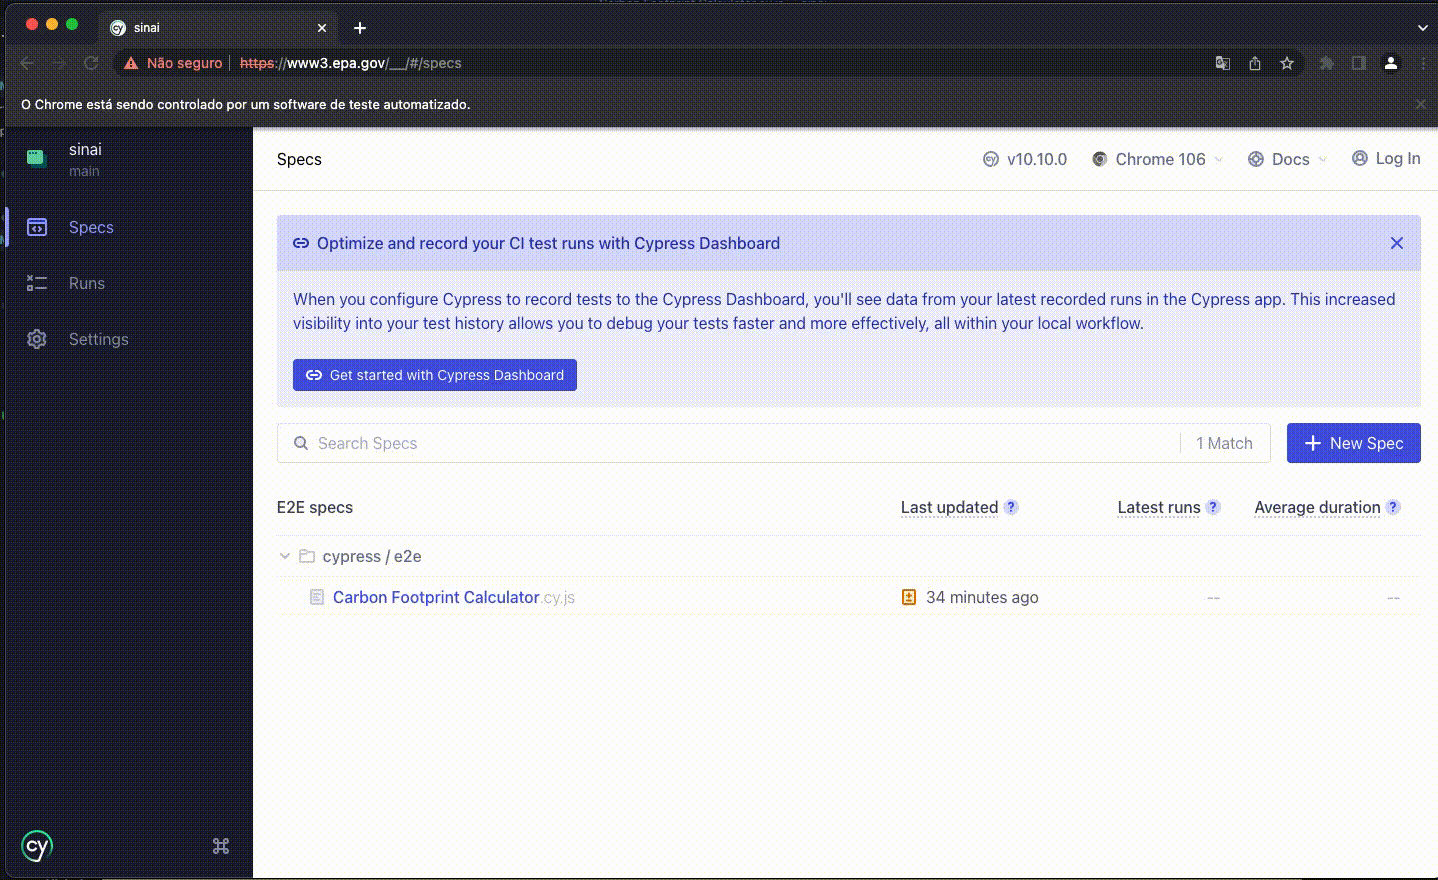 sinai
Não seguro
https://www3.epa.gov/__/#/specs
O Chrome está sendo controlado por um software de teste automatizado.
sinai
main
Specs
Runs
Settings
cy
Specs
v10.10.0
Chrome 106
Docs
Log In
Optimize and record your CI test runs with Cypress Dashboard
When you configure Cypress to record tests to the Cypress Dashboard, you'll see data from your latest recorded runs in the Cypress app. This increased
visibility into your test history allows you to debug your tests faster and more effectively, all within your local workflow.
Get started with Cypress Dashboard
Search Specs
1 Match
New Spec
E2E specs
Last updated ?
Latest runs ?
Average duration ?
cypress / e2e
Carbon Footprint Calculator.cy.js
34 minutes ago
--
--